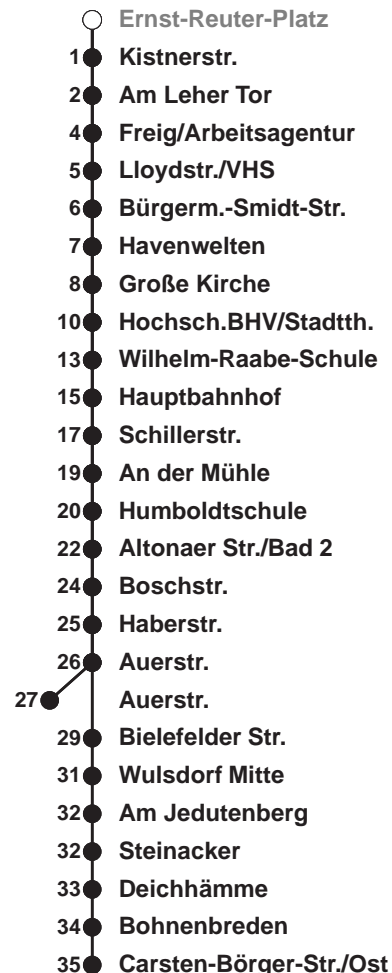 Ernst-Reuter-Platz
1 Kistnerstr.
2 Am Leher Tor
4 Freig/Arbeitsagentur
5 Lloydstr./VHS
6 Bürgerm.-Smidt-Str.
7 Havenwelten
8 Große Kirche
10 Hochsch.BHV/Stadtth.
13 Wilhelm-Raabe-Schule
15 Hauptbahnhof
17 Schillerstr.
19 An der Mühle
20 Humboldtschule
22 Altonaer Str./Bad 2
24 Boschstr.
25 Haberstr.
26 Auerstr.
27 Auerstr.
29 Bielefelder Str.
31 Wulsdorf Mitte
32 Am Jedutenberg
32 Steinacker
33 Deichhämme
34 Bohnenbreden
35 Carsten-Börger-Str./Ost